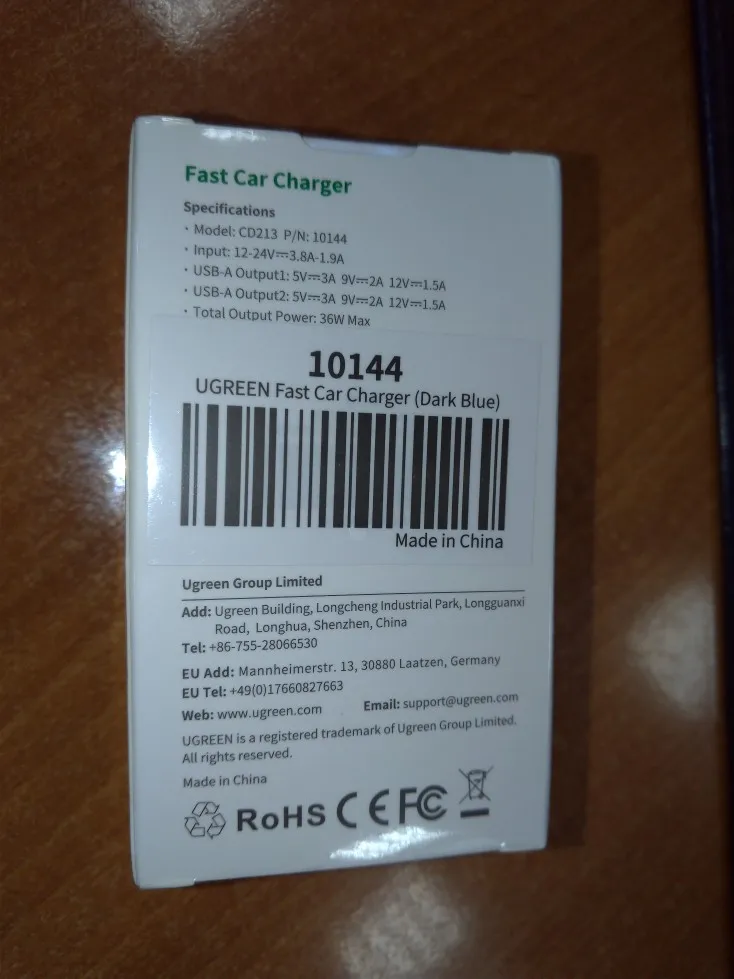 Fast Car Charger
Specifications
· Model: CD213 P/N: 10144
· Input: 12-24V⎓3.8A-1.9A
· USB-A Output1: 5V⎓3A 9V⎓2A 12V⎓1.5A
· USB-A Output2: 5V⎓3A 9V⎓2A 12V⎓1.5A
· Total Output Power: 36W Max
10144
UGREEN Fast Car Charger (Dark Blue)
Made in China
Ugreen Group Limited
Add: Ugreen Building, Longcheng Industrial Park, Longguanxi
Road, Longhua, Shenzhen, China
Tel: +86-755-28066530
EU Add: Mannheimerstr. 13, 30880 Laatzen, Germany
EU Tel: +49(0)17660827663
Web: www.ugreen.com Email: support@ugreen.com
UGREEN is a registered trademark of Ugreen Group Limited.
All rights reserved.
Made in China
RoHS CE FC